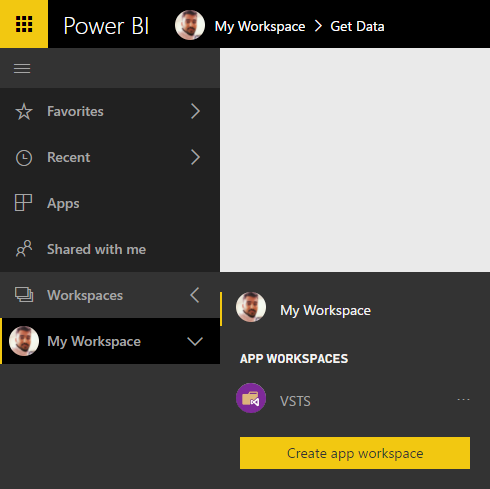 Power BI My Workspace > Get Data
Favorites
Recent
Apps
Shared with me
Workspaces
My Workspace
My Workspace
APP WORKSPACES
VSTS ...
Create app workspace